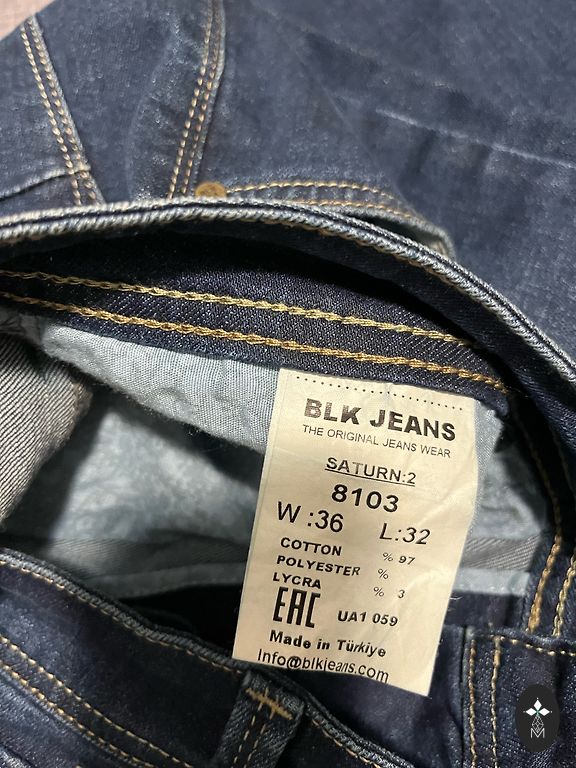 BLK JEANS
THE ORIGINAL JEANS WEAR
SATURN:2
8103
W :36 L:32
COTTON % 97
POLYESTER %
LYCRA % 3
EAC UA1 059
Made in Türkiye
Info@blkjeans.com
M